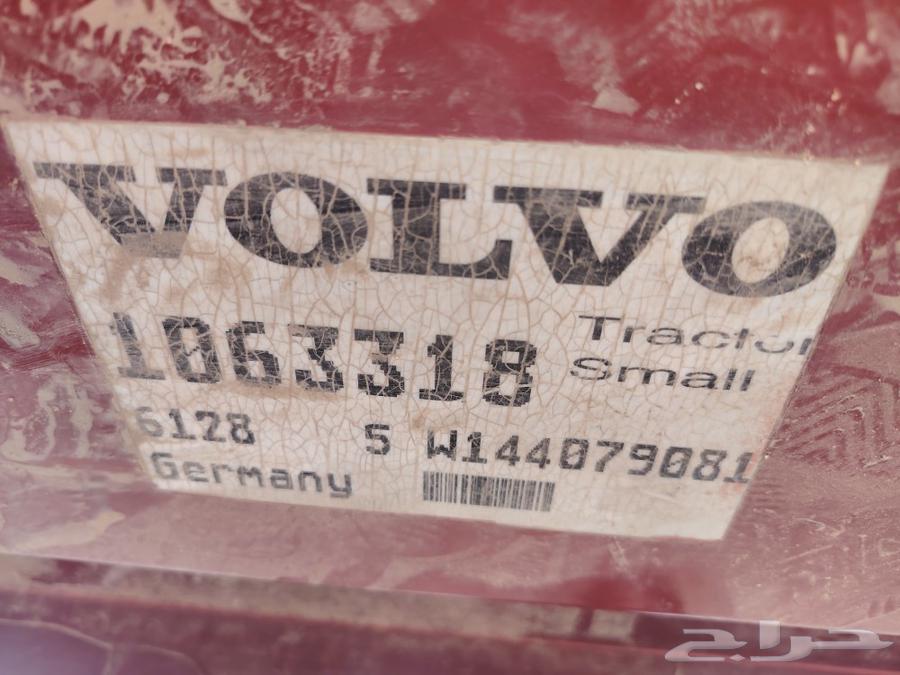 VOLVO
1063318 Tractor
Small
6128 5 W144079081
Germany
حراج